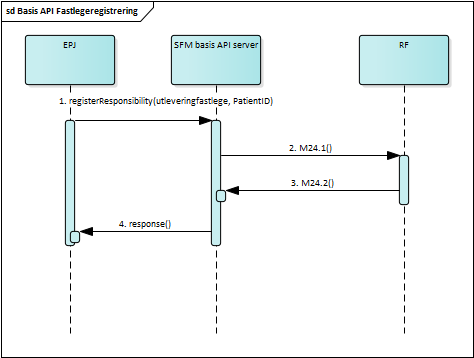 sd Basis API Fastlegeregistrering
EPJ
SFM basis API server
RF
1. registerResponsibility(utleveringfastlege, PatientID)
2. M24.1()
3. M24.2()
4. response()